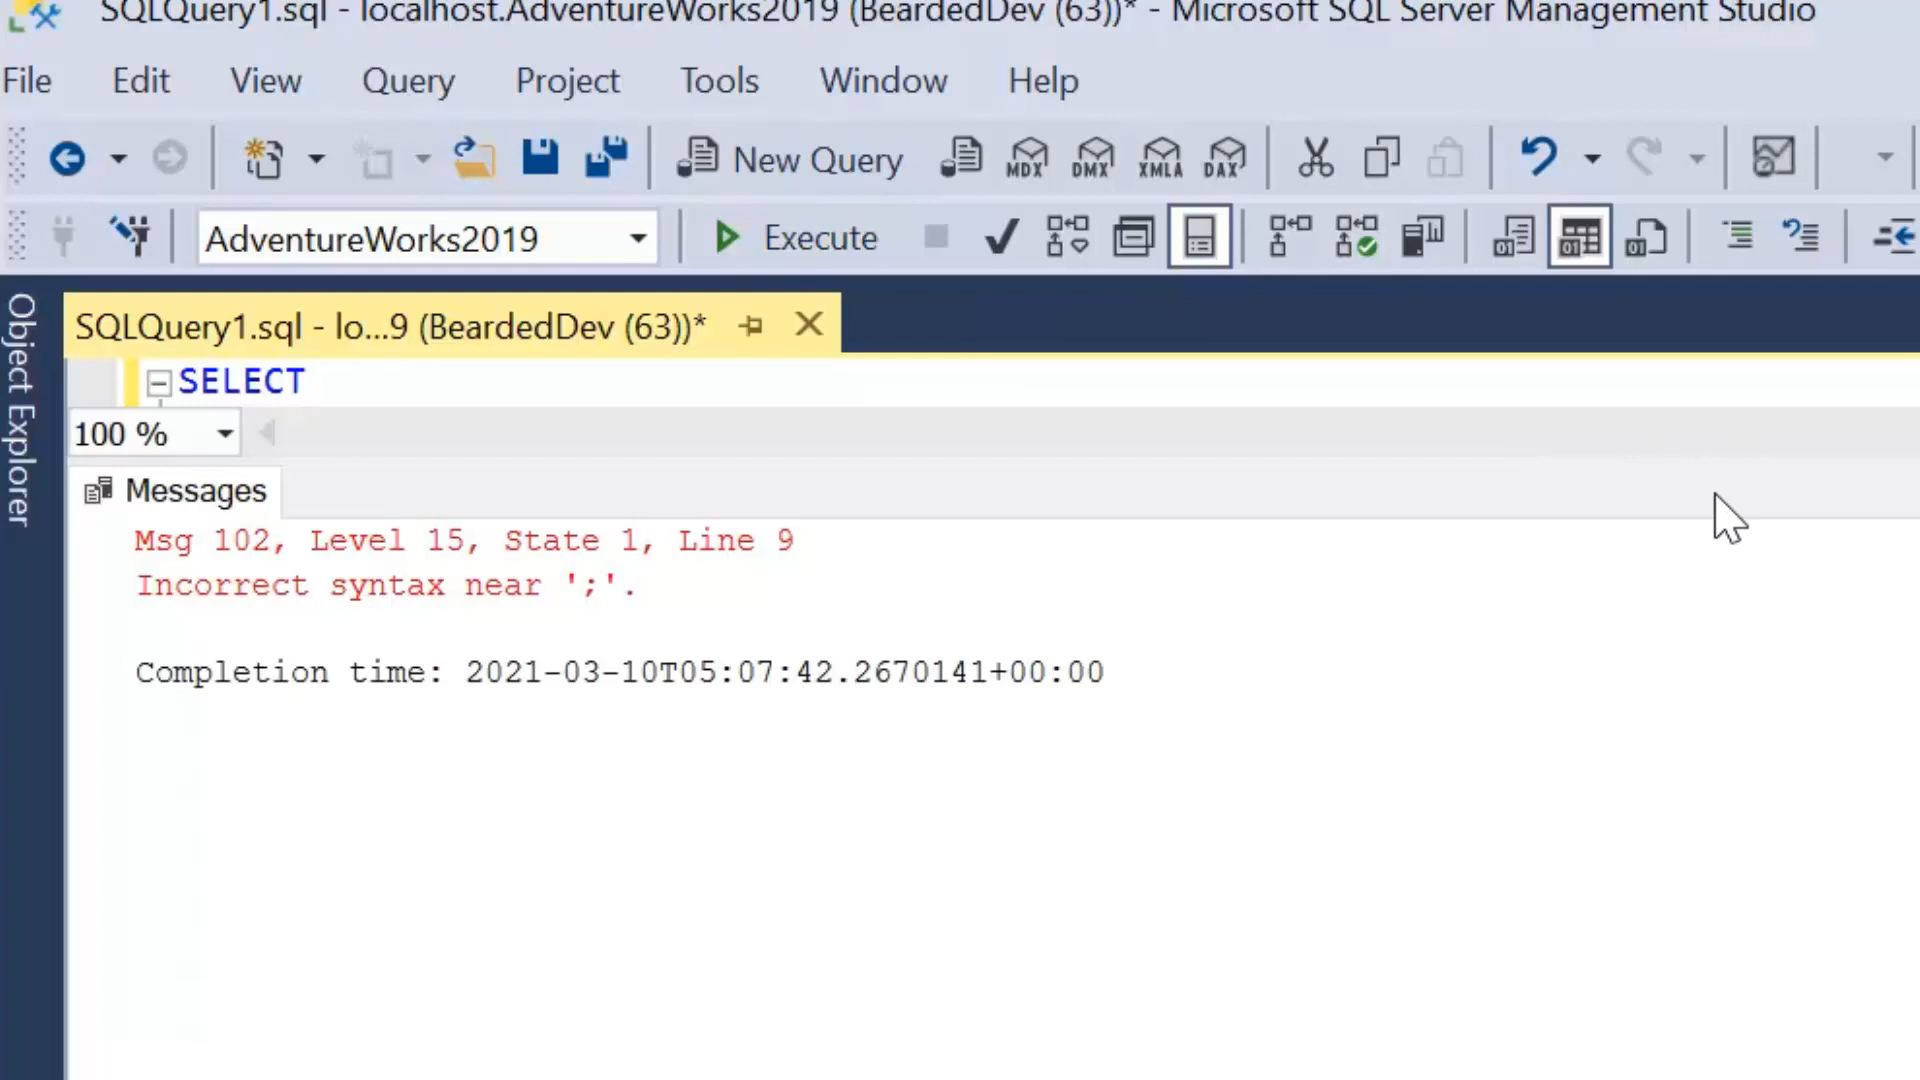 SQLQuery1.sql - localhost.AdventureWorks2019 (BeardedDev (63))* - Microsoft SQL Server Management Studio
File Edit View Query Project Tools Window Help
New Query MDX DMX XMLA DAX
AdventureWorks2019 Execute
Object Explorer
SQLQuery1.sql - lo...9 (BeardedDev (63))*
SELECT
100 %
Messages
Msg 102, Level 15, State 1, Line 9
Incorrect syntax near ';'.
Completion time: 2021-03-10T05:07:42.2670141+00:00